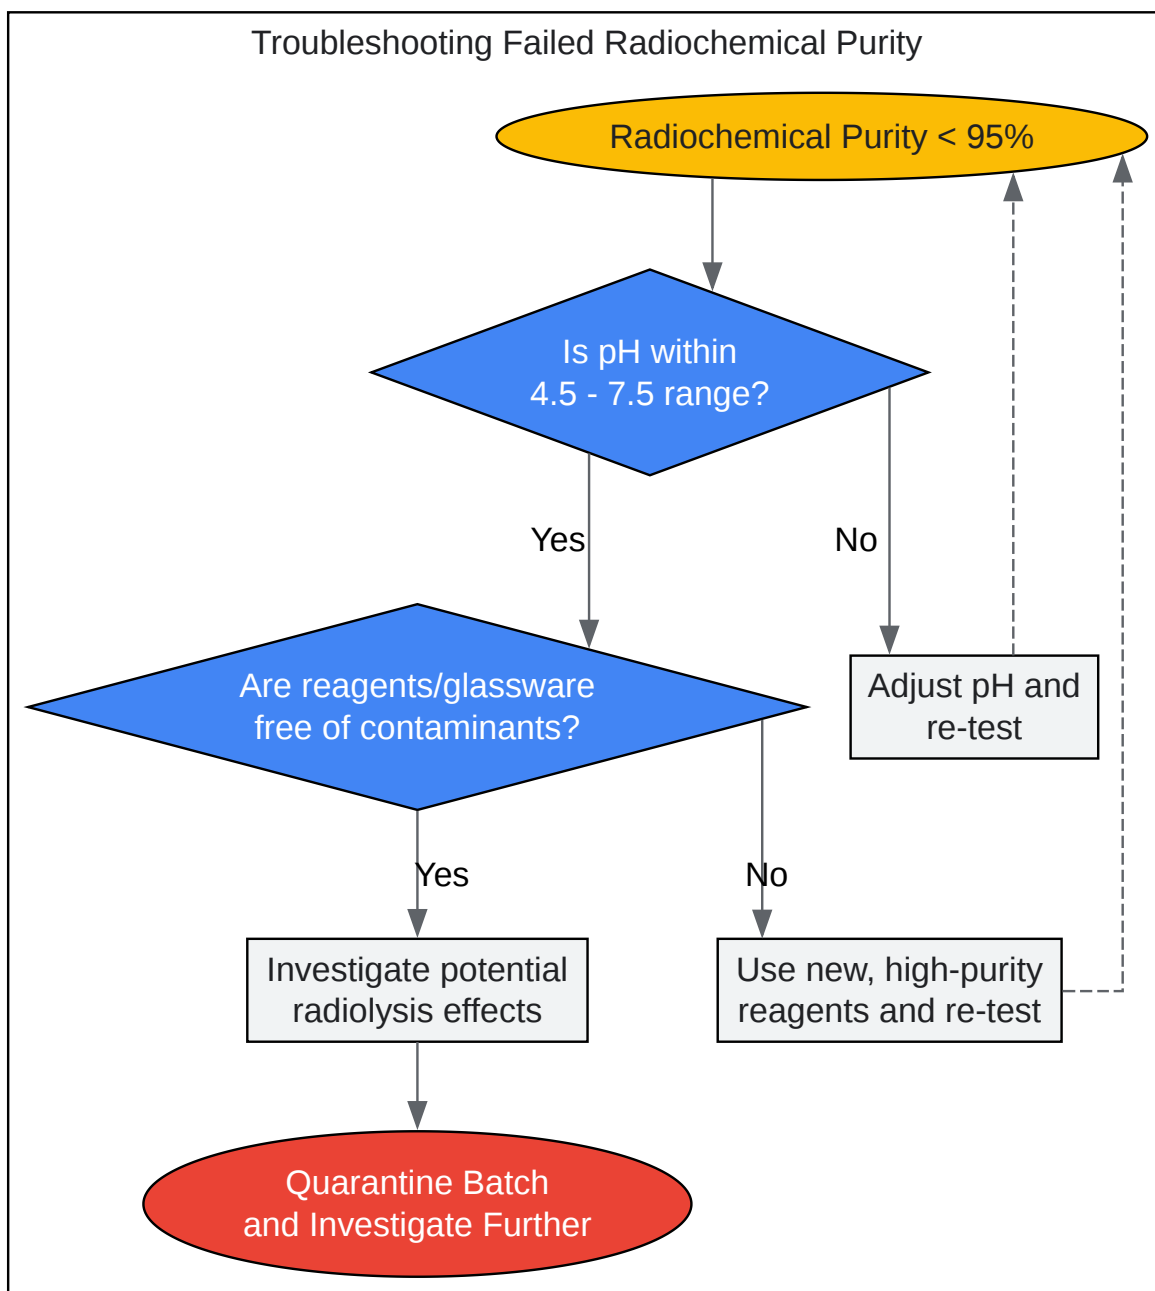 Troubleshooting Failed Radiochemical Purity
Radiochemical Purity < 95%
Is pH within
4.5 - 7.5 range?
Yes
No
Are reagents/glassware
free of contaminants?
Adjust pH and
re-test
Yes
No
Investigate potential
radiolysis effects
Use new, high-purity
reagents and re-test
Quarantine Batch
and Investigate Further